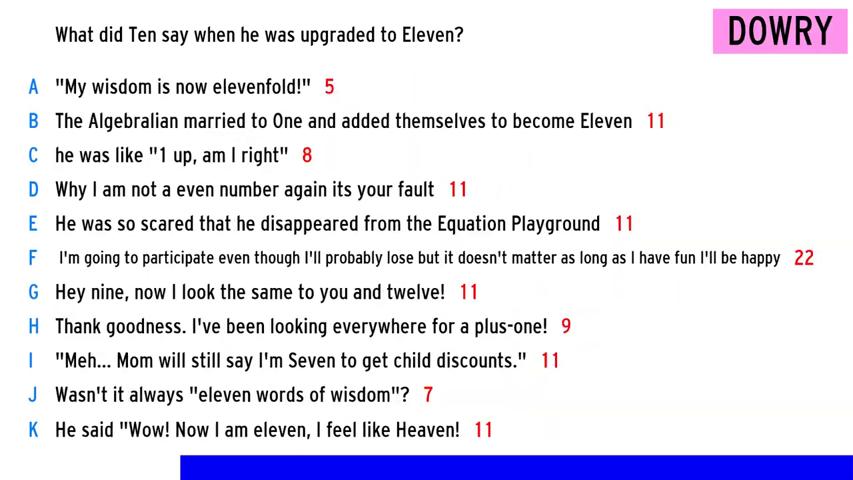 What did Ten say when he was upgraded to Eleven?
DOWRY
A "My wisdom is now elevenfold!" 5
B The Algebralian married to One and added themselves to become Eleven 11
C he was like "1 up, am I right" 8
D Why I am not a even number again its your fault 11
E He was so scared that he disappeared from the Equation Playground 11
F I'm going to participate even though I'll probably lose but it doesn't matter as long as I have fun I'll be happy 22
G Hey nine, now I look the same to you and twelve! 11
H Thank goodness. I've been looking everywhere for a plus-one! 9
I "Meh... Mom will still say I'm Seven to get child discounts." 11
J Wasn't it always "eleven words of wisdom"? 7
K He said "Wow! Now I am eleven, I feel like Heaven! 11